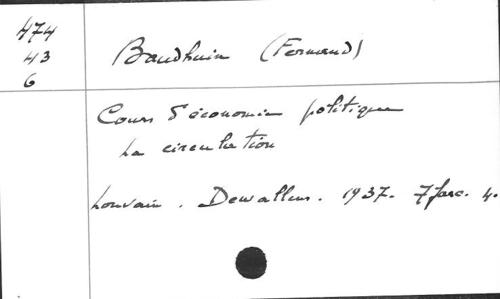 474
43
6
Baudhuin (Fernand)
Cours d'économie politique
La circulation
Louvain. Dewallens. 1937. 7 fasc. 4.